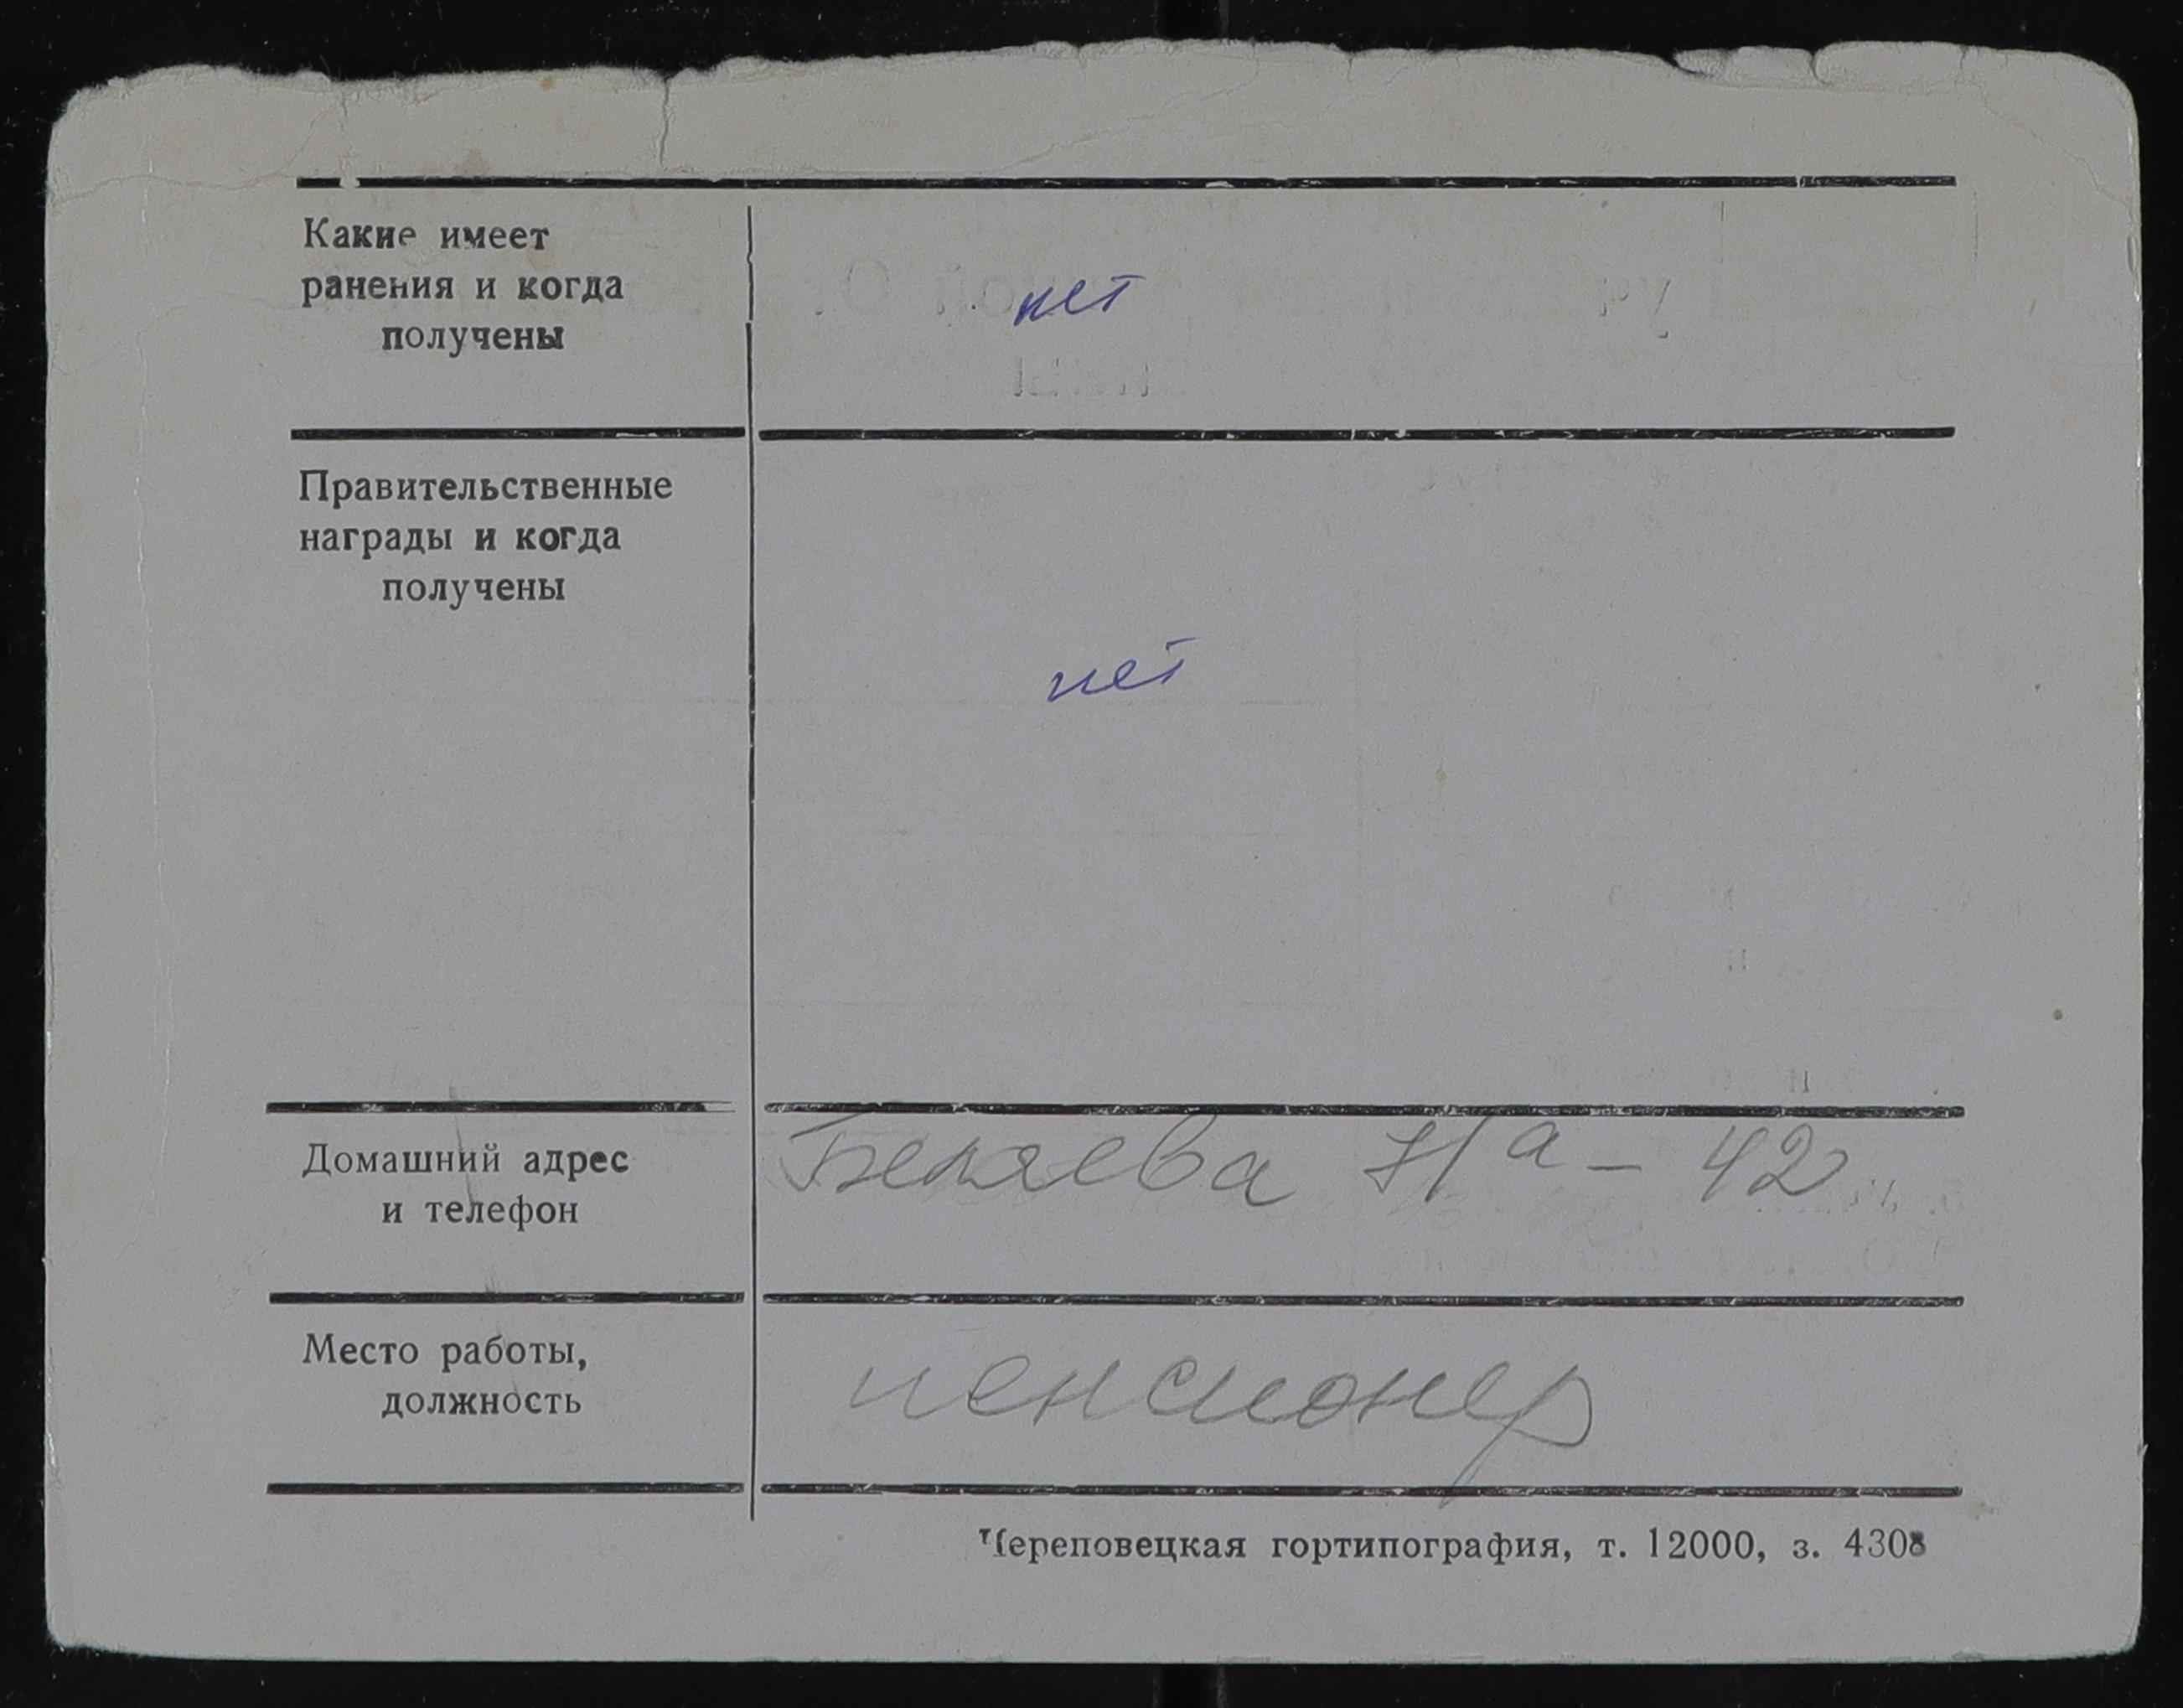 Какие имеет
ранения и когда
получены
нет
Правительственные
награды и когда
получены
нет
Домашний адрес
и телефон
Беляева - 42
Место работы,
должность
пенсионер
Череповецкая гортипография, т. 12000, з. 4308